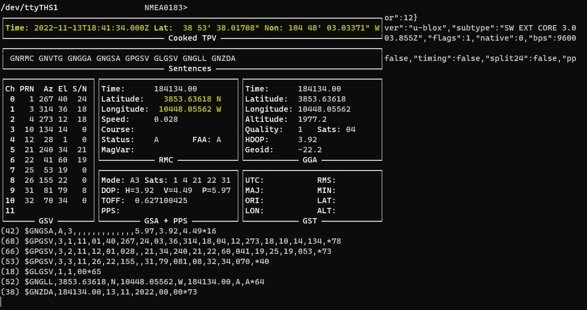 /dev/ttyTHS1 NMEA0183>
or":12}
Time: 2022-11-13T18:41:34.000Z Lat: 38 53' 38.01708" Non: 104 48' 03.03371" W
ver":"u-blox","subtype":"SW EXT CORE 3.0
Cooked TPV
03.855Z","flags":1,"native":0,"bps":9600
GNRMC GNVTG GNGGA GNGSA GPGSV GLGSV GNGLL GNZDA
false,"timing":false,"split24":false,"pp
Sentences
Ch PRN Az El S/N
0 1 267 40 24
1 3 314 36 18
2 4 273 12 18
3 10 134 14 0
4 12 28 1 0
5 21 240 34 21
6 22 41 60 19
7 25 53 19 0
8 26 155 22 0
9 31 81 79 8
10 32 70 34 0
11
GSV
Time: 184134.00
Latitude: 3853.63618 N
Longitude: 10448.05562 W
Speed: 0.028
Course:
Status: A FAA: A
MagVar:
RMC
Time: 184134.00
Latitude: 3853.63618
Longitude: 10448.05562
Altitude: 1977.2
Quality: 1 Sats: 04
HDOP: 3.92
Geoid: -22.2
GGA
Mode: A3 Sats: 1 4 21 22 31
DOP: H=3.92 V=4.49 P=5.97
TOFF: 0.627100425
PPS:
GSA + PPS
UTC: RMS:
MAJ: MIN:
ORI: LAT:
LON: ALT:
GST
(42) $GNGSA,A,3,,,,,,,,,,,,,5.97,3.92,4.49*16
(68) $GPGSV,3,1,11,01,40,267,24,03,36,314,18,04,12,273,18,10,14,134,*78
(66) $GPGSV,3,2,11,12,01,028,,21,34,240,21,22,60,041,19,25,19,053,*73
(53) $GPGSV,3,3,11,26,22,155,,31,79,081,08,32,34,070,*40
(18) $GLGSV,1,1,00*65
(52) $GNGLL,3853.63618,N,10448.05562,W,184134.00,A,A*64
(38) $GNZDA,184134.00,13,11,2022,00,00*73